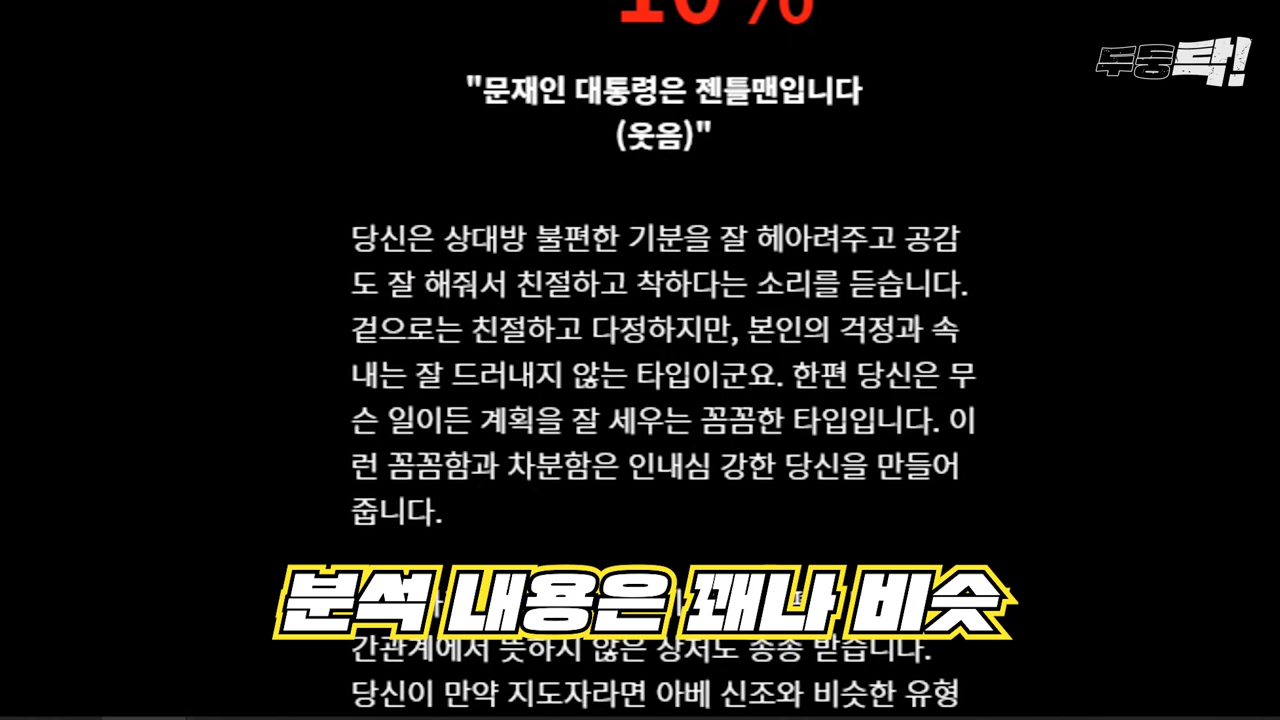 10%
두둥탁!
"문재인 대통령은 젠틀맨입니다
(웃음)"
당신은 상대방 불편한 기분을 잘 헤아려주고 공감
도 잘 해줘서 친절하고 착하다는 소리를 듣습니다.
겉으로는 친절하고 다정하지만, 본인의 걱정과 속
내는 잘 드러내지 않는 타입이군요. 한편 당신은 무
슨 일이든 계획을 잘 세우는 꼼꼼한 타입입니다. 이
런 꼼꼼함과 차분함은 인내심 강한 당신을 만들어
줍니다.
분석 내용은 꽤나 비슷
간관계에서 뜻하지 않은 상처도 종종 받습니다.
당신이 만약 지도자라면 아베 신조와 비슷한 유형